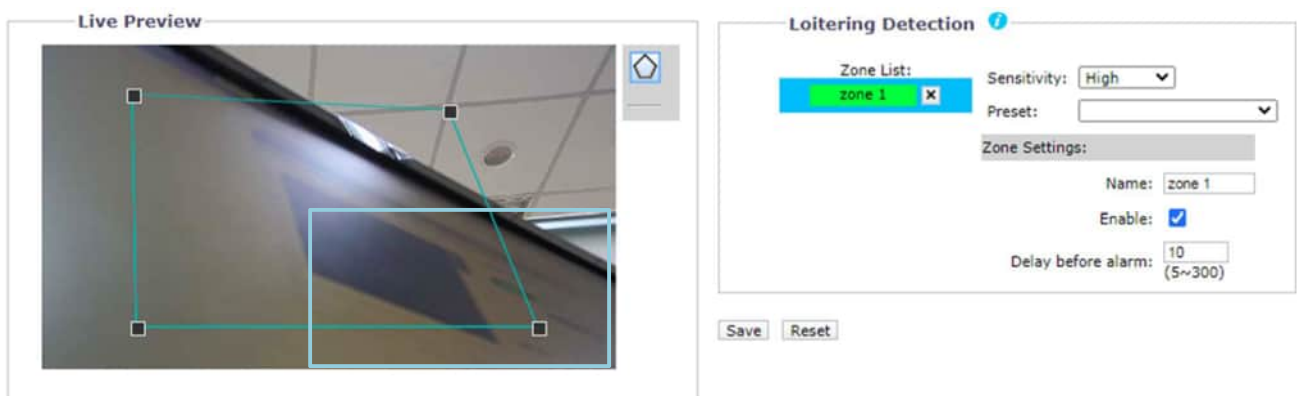 Live Preview
Loitering Detection i
Zone List:
zone 1 x
Sensitivity: High
Preset:
Zone Settings:
Name: zone 1
Enable:
Delay before alarm: 10
(5~300)
Save Reset